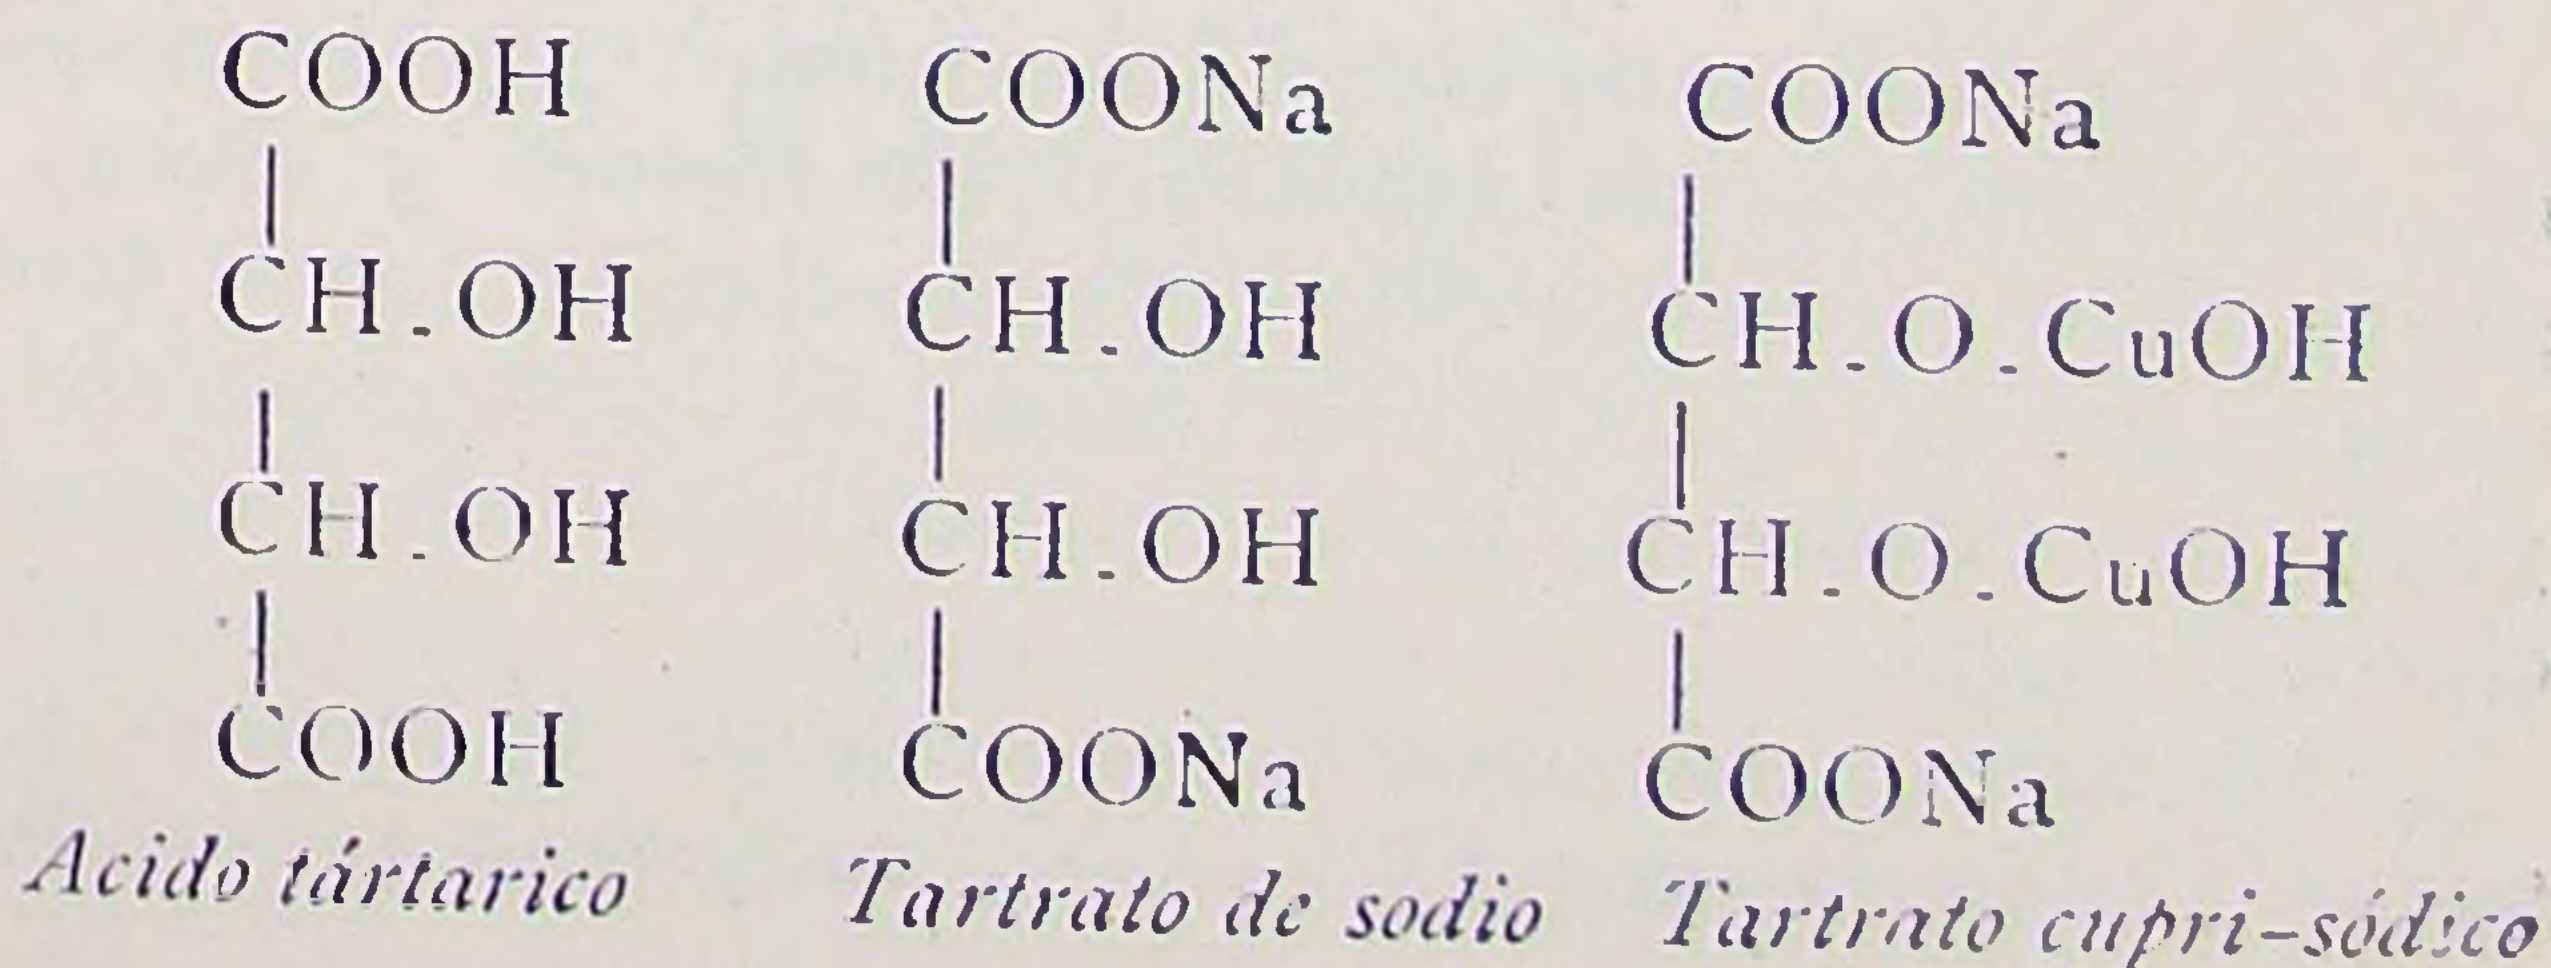 COOH COONa COONa
CH.OH CH.OH CH.O.CuOH
CH.OH CH.OH CH.O.CuOH
COOH COONa COONa
Acido tártarico Tartrato de sodio Tartrato cupri-sódico